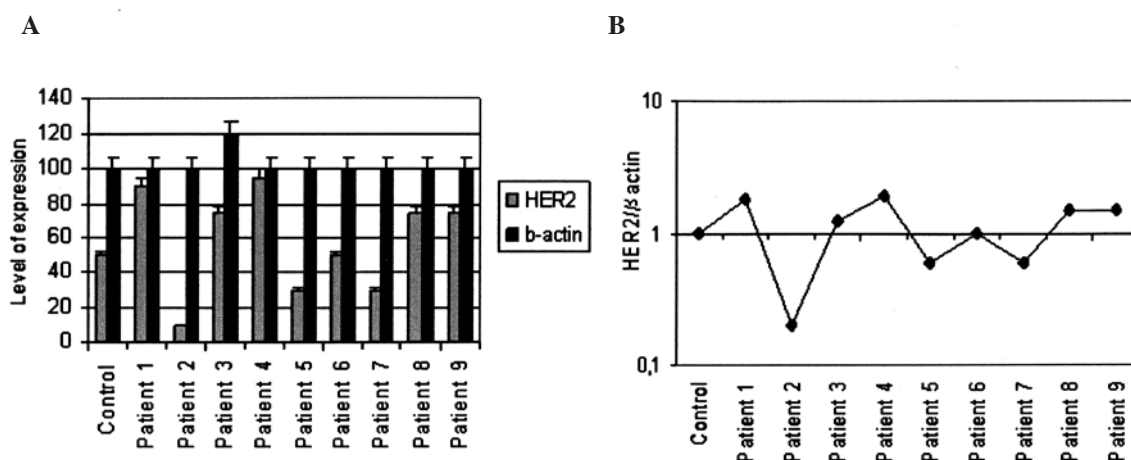 A
B
Level of expression
140
120
100
80
60
40
20
0
Control
Patient 1
Patient 2
Patient 3
Patient 4
Patient 5
Patient 6
Patient 7
Patient 8
Patient 9
HER2
b-actin
HER2/β actin
10
1
0,1
Control
Patient 1
Patient 2
Patient 3
Patient 4
Patient 5
Patient 6
Patient 7
Patient 8
Patient 9